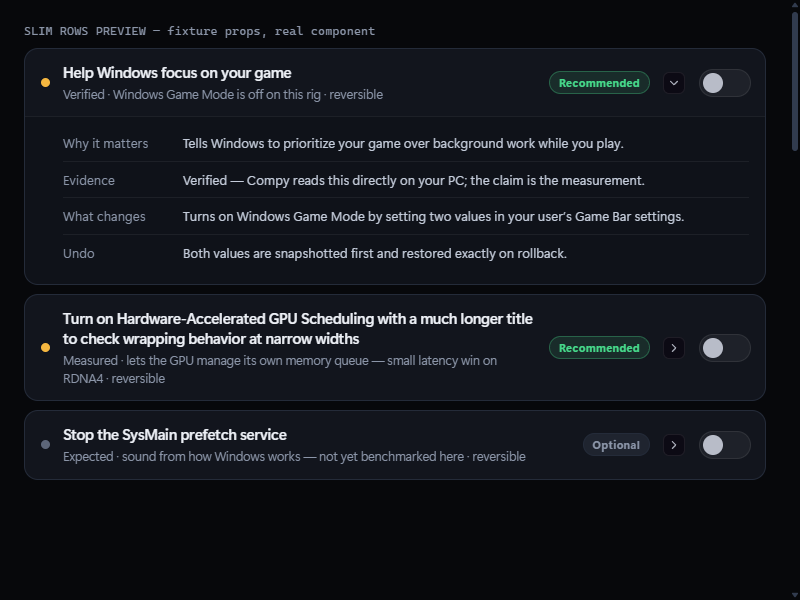 SLIM ROWS PREVIEW — fixture props, real component
Help Windows focus on your game
Verified · Windows Game Mode is off on this rig · reversible
Recommended
Why it matters
Tells Windows to prioritize your game over background work while you play.
Evidence
Verified — Compy reads this directly on your PC; the claim is the measurement.
What changes
Turns on Windows Game Mode by setting two values in your user's Game Bar settings.
Undo
Both values are snapshotted first and restored exactly on rollback.
Turn on Hardware-Accelerated GPU Scheduling with a much longer title
to check wrapping behavior at narrow widths
Measured · lets the GPU manage its own memory queue — small latency win on
RDNA4 · reversible
Recommended
Stop the SysMain prefetch service
Expected · sound from how Windows works — not yet benchmarked here · reversible
Optional